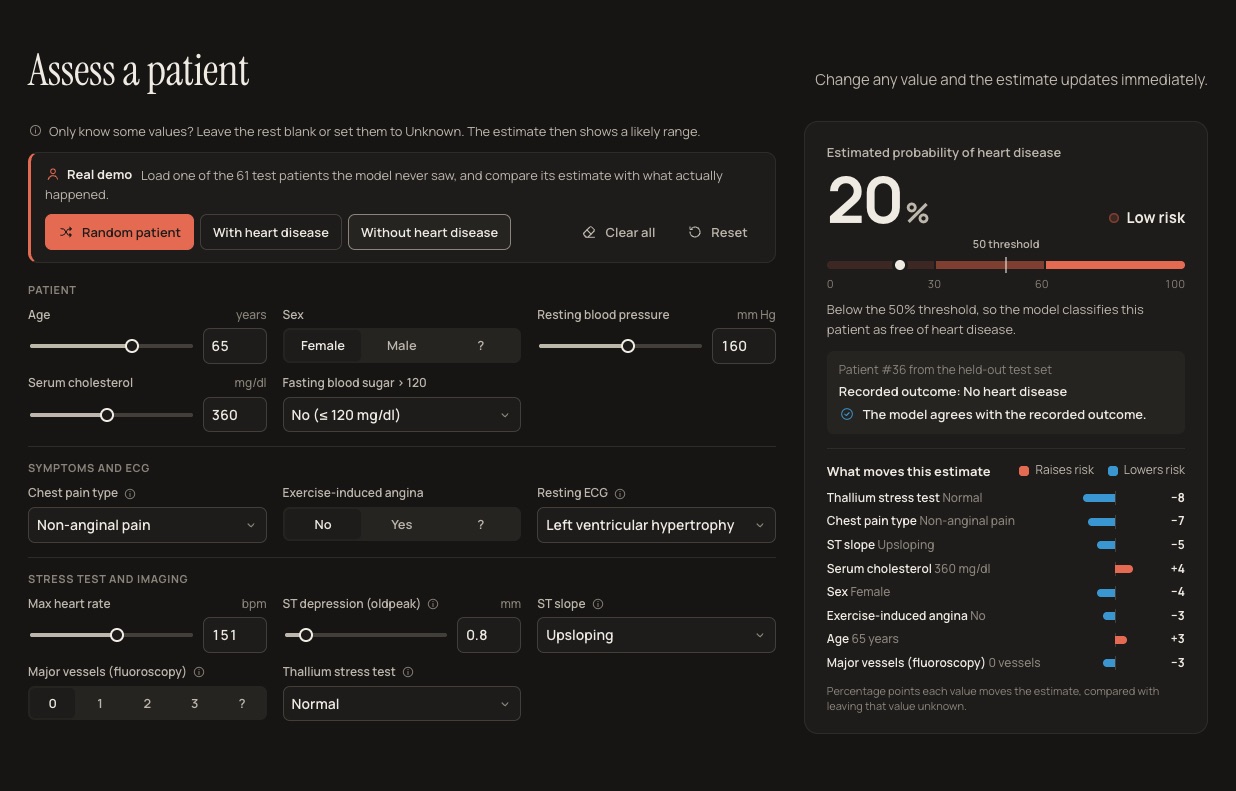 Assess a patient
Change any value and the estimate updates immediately.
Only know some values? Leave the rest blank or set them to Unknown. The estimate then shows a likely range.
Real demo Load one of the 61 test patients the model never saw, and compare its estimate with what actually
happened.
Random patient With heart disease Without heart disease Clear all Reset
PATIENT
Age years Sex Resting blood pressure mm Hg
65 Female Male ? 160
Serum cholesterol mg/dl Fasting blood sugar > 120
360 No (≤ 120 mg/dl)
SYMPTOMS AND ECG
Chest pain type Exercise-induced angina Resting ECG
Non-anginal pain No Yes ? Left ventricular hypertrophy
STRESS TEST AND IMAGING
Max heart rate bpm ST depression (oldpeak) mm ST slope
151 0.8 Upsloping
Major vessels (fluoroscopy) Thallium stress test
0 1 2 3 ? Normal
Estimated probability of heart disease
20% Low risk
50 threshold
0 30 60 100
Below the 50% threshold, so the model classifies this
patient as free of heart disease.
Patient #36 from the held-out test set
Recorded outcome: No heart disease
The model agrees with the recorded outcome.
What moves this estimate Raises risk Lowers risk
Thallium stress test Normal −8
Chest pain type Non-anginal pain −7
ST slope Upsloping −5
Serum cholesterol 360 mg/dl +4
Sex Female −4
Exercise-induced angina No −3
Age 65 years +3
Major vessels (fluoroscopy) 0 vessels −3
Percentage points each value moves the estimate, compared with
leaving that value unknown.